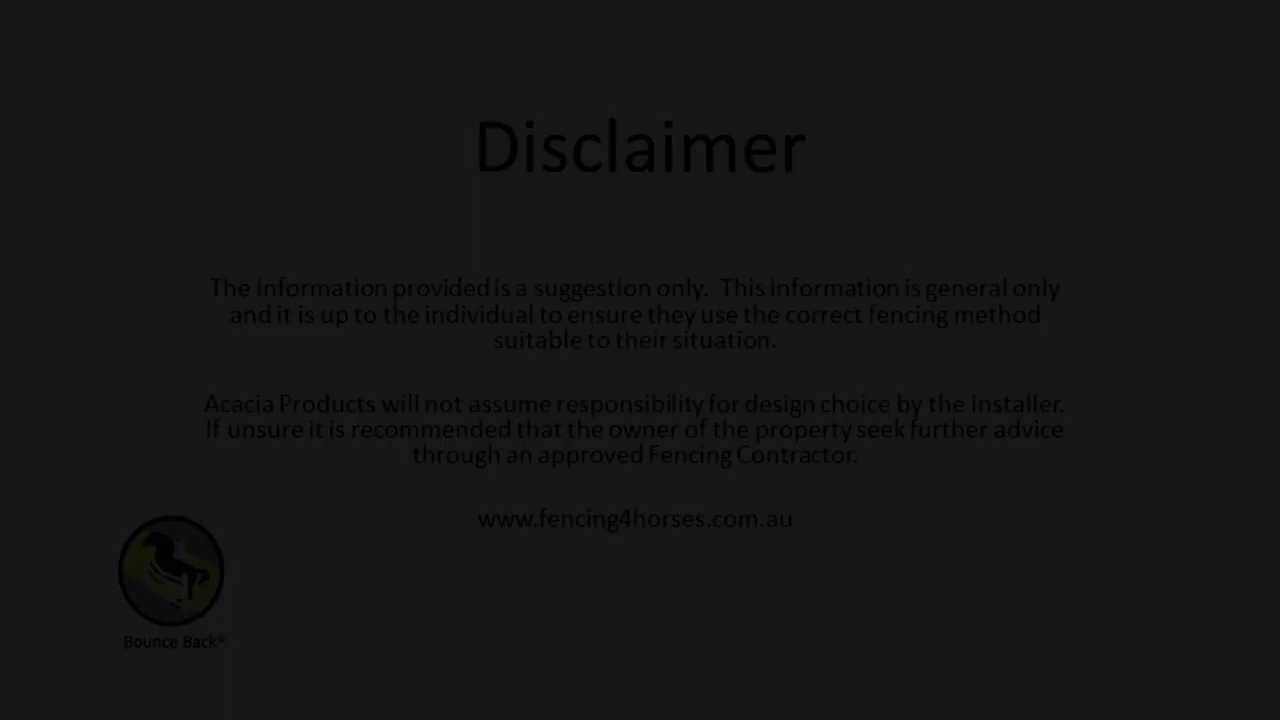 Disclaimer
The information provided is a suggestion only. This information is general only
and it is up to the individual to ensure they use the correct fencing method
suitable to their situation.
Acacia Products will not assume responsibility for design choice by the installer.
If unsure it is recommended that the owner of the property seek further advice
through an approved Fencing Contractor.
www.fencing4horses.com.au
Bounce Back®